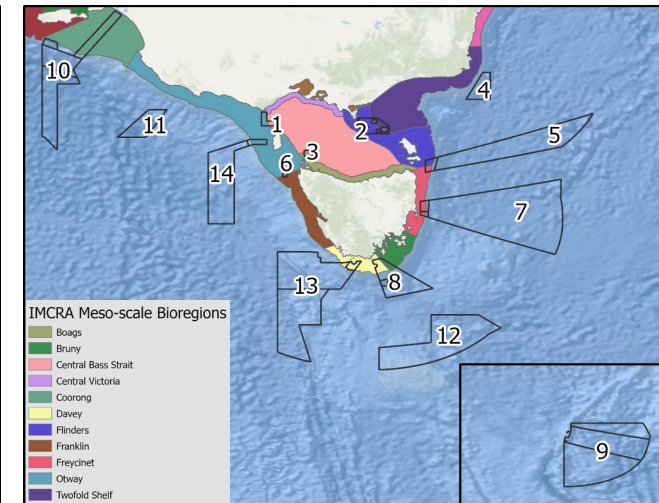 10
11
4
1
2
5
3
6
14
7
13
8
12
9
IMCRA Meso-scale Bioregions
Boags
Bruny
Central Bass Strait
Central Victoria
Coorong
Davey
Flinders
Franklin
Freycinet
Otway
Twofold Shelf